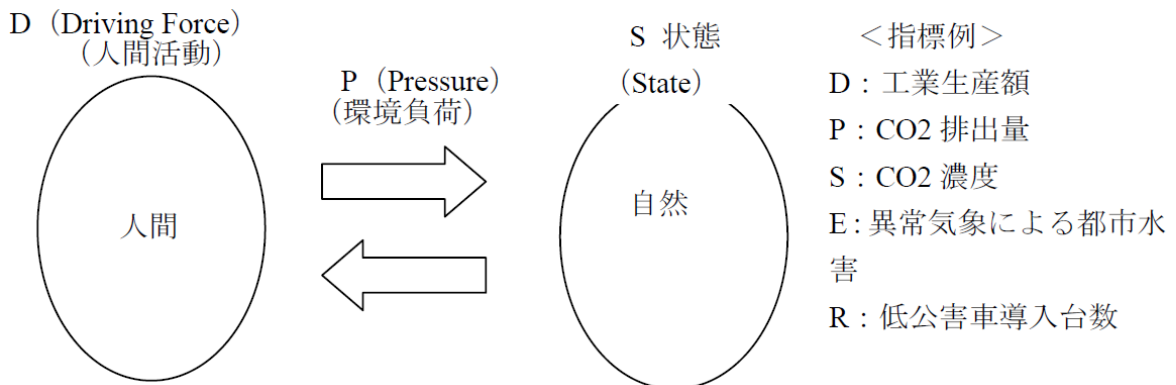 D（Driving Force）
（人間活動）
人間
P（Pressure）
（環境負荷）
S 状態
（State）
自然
＜指標例＞
D：工業生産額
P：CO2 排出量
S：CO2 濃度
E：異常気象による都市水
害
R：低公害車導入台数